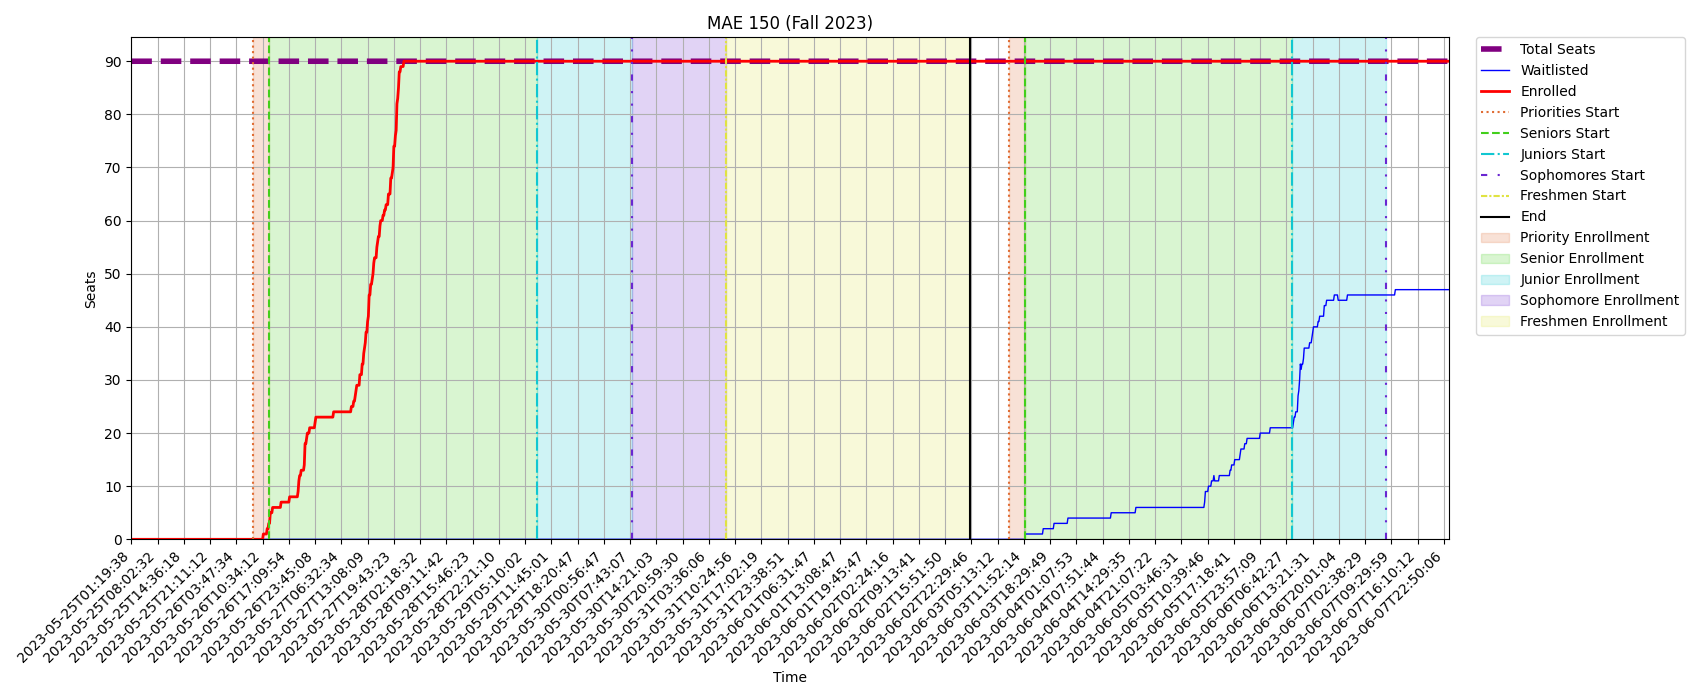 MAE 150 (Fall 2023)
Seats
90
80
70
60
50
40
30
20
10
0
2023-05-25T01:19:38
2023-05-25T08:02:32
2023-05-25T14:36:18
2023-05-25T21:11:12
2023-05-26T03:47:34
2023-05-26T10:34:12
2023-05-26T17:09:54
2023-05-26T23:45:08
2023-05-27T06:32:34
2023-05-27T13:08:09
2023-05-27T19:43:23
2023-05-28T02:18:32
2023-05-28T09:11:42
2023-05-28T15:46:23
2023-05-28T22:21:10
2023-05-29T05:10:02
2023-05-29T11:45:01
2023-05-29T18:20:47
2023-05-30T00:56:47
2023-05-30T07:43:07
2023-05-30T14:21:03
2023-05-30T20:59:30
2023-05-31T03:36:06
2023-05-31T10:24:56
2023-05-31T17:02:19
2023-05-31T23:38:51
2023-06-01T06:31:47
2023-06-01T13:08:47
2023-06-01T19:45:47
2023-06-02T02:24:16
2023-06-02T09:13:41
2023-06-02T15:51:50
2023-06-02T22:29:46
2023-06-03T05:13:12
2023-06-03T11:52:14
2023-06-03T18:29:49
2023-06-04T01:07:53
2023-06-04T07:51:44
2023-06-04T14:29:35
2023-06-04T21:07:22
2023-06-05T03:46:31
2023-06-05T10:39:46
2023-06-05T17:18:41
2023-06-05T23:57:09
2023-06-06T06:42:27
2023-06-06T13:21:31
2023-06-06T20:01:04
2023-06-07T02:38:29
2023-06-07T09:29:59
2023-06-07T16:10:12
2023-06-07T22:50:06
Time
Total Seats
Waitlisted
Enrolled
Priorities Start
Seniors Start
Juniors Start
Sophomores Start
Freshmen Start
End
Priority Enrollment
Senior Enrollment
Junior Enrollment
Sophomore Enrollment
Freshmen Enrollment